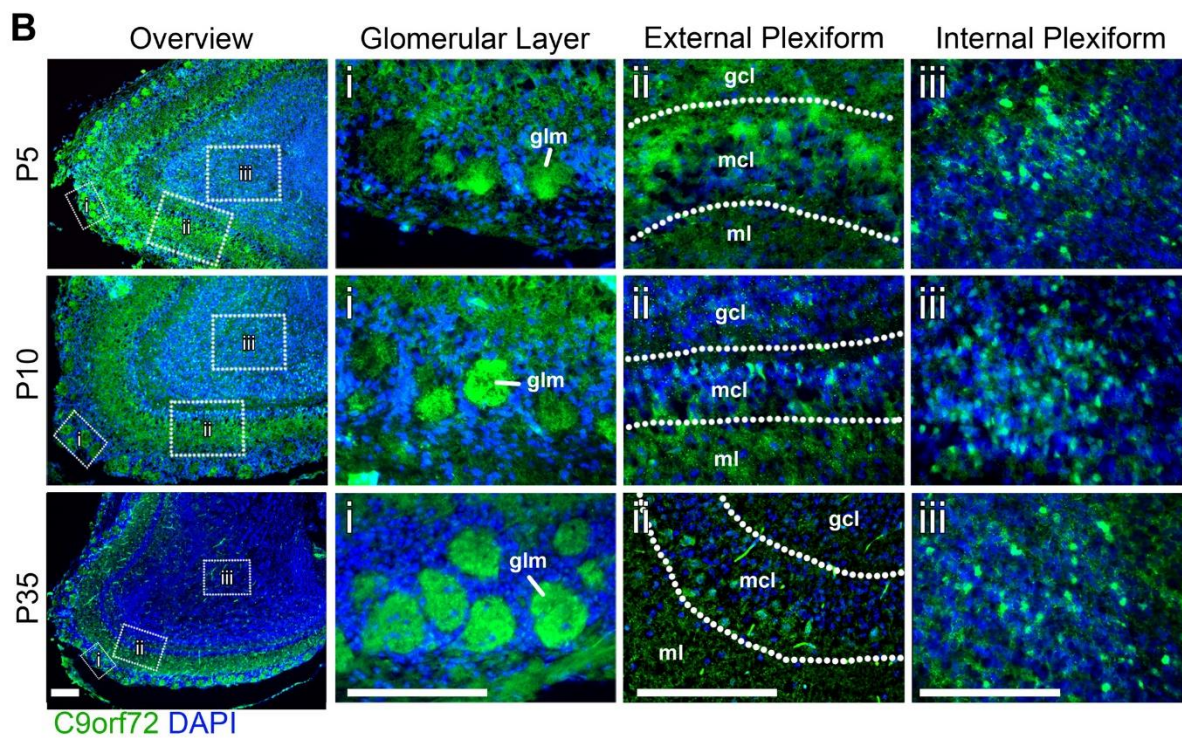 B
Overview Glomerular Layer External Plexiform Internal Plexiform
P5
i
ii
iii
i
glm
ii
gcl
mcl
ml
iii
P10
i
ii
iii
i
glm
ii
gcl
mcl
ml
iii
P35
i
ii
iii
i
glm
ii
gcl
mcl
ml
iii
C9orf72 DAPI